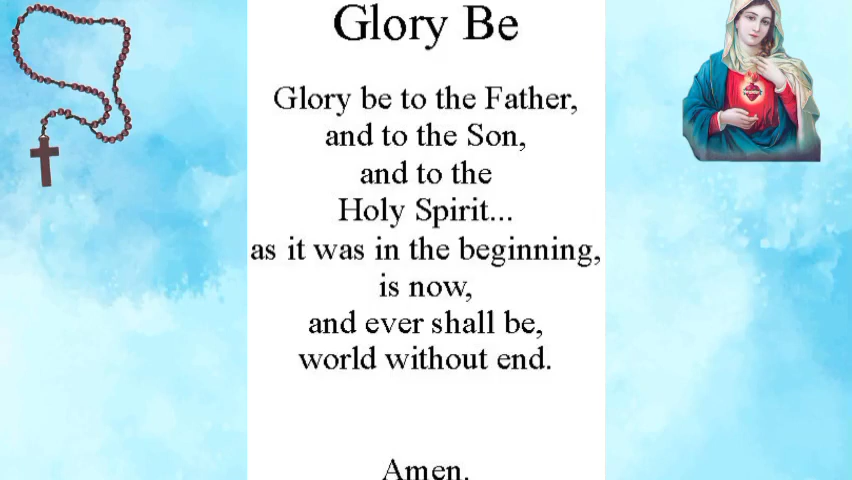 Glory Be
Glory be to the Father,
and to the Son,
and to the
Holy Spirit...
as it was in the beginning,
is now,
and ever shall be,
world without end.
Amen.